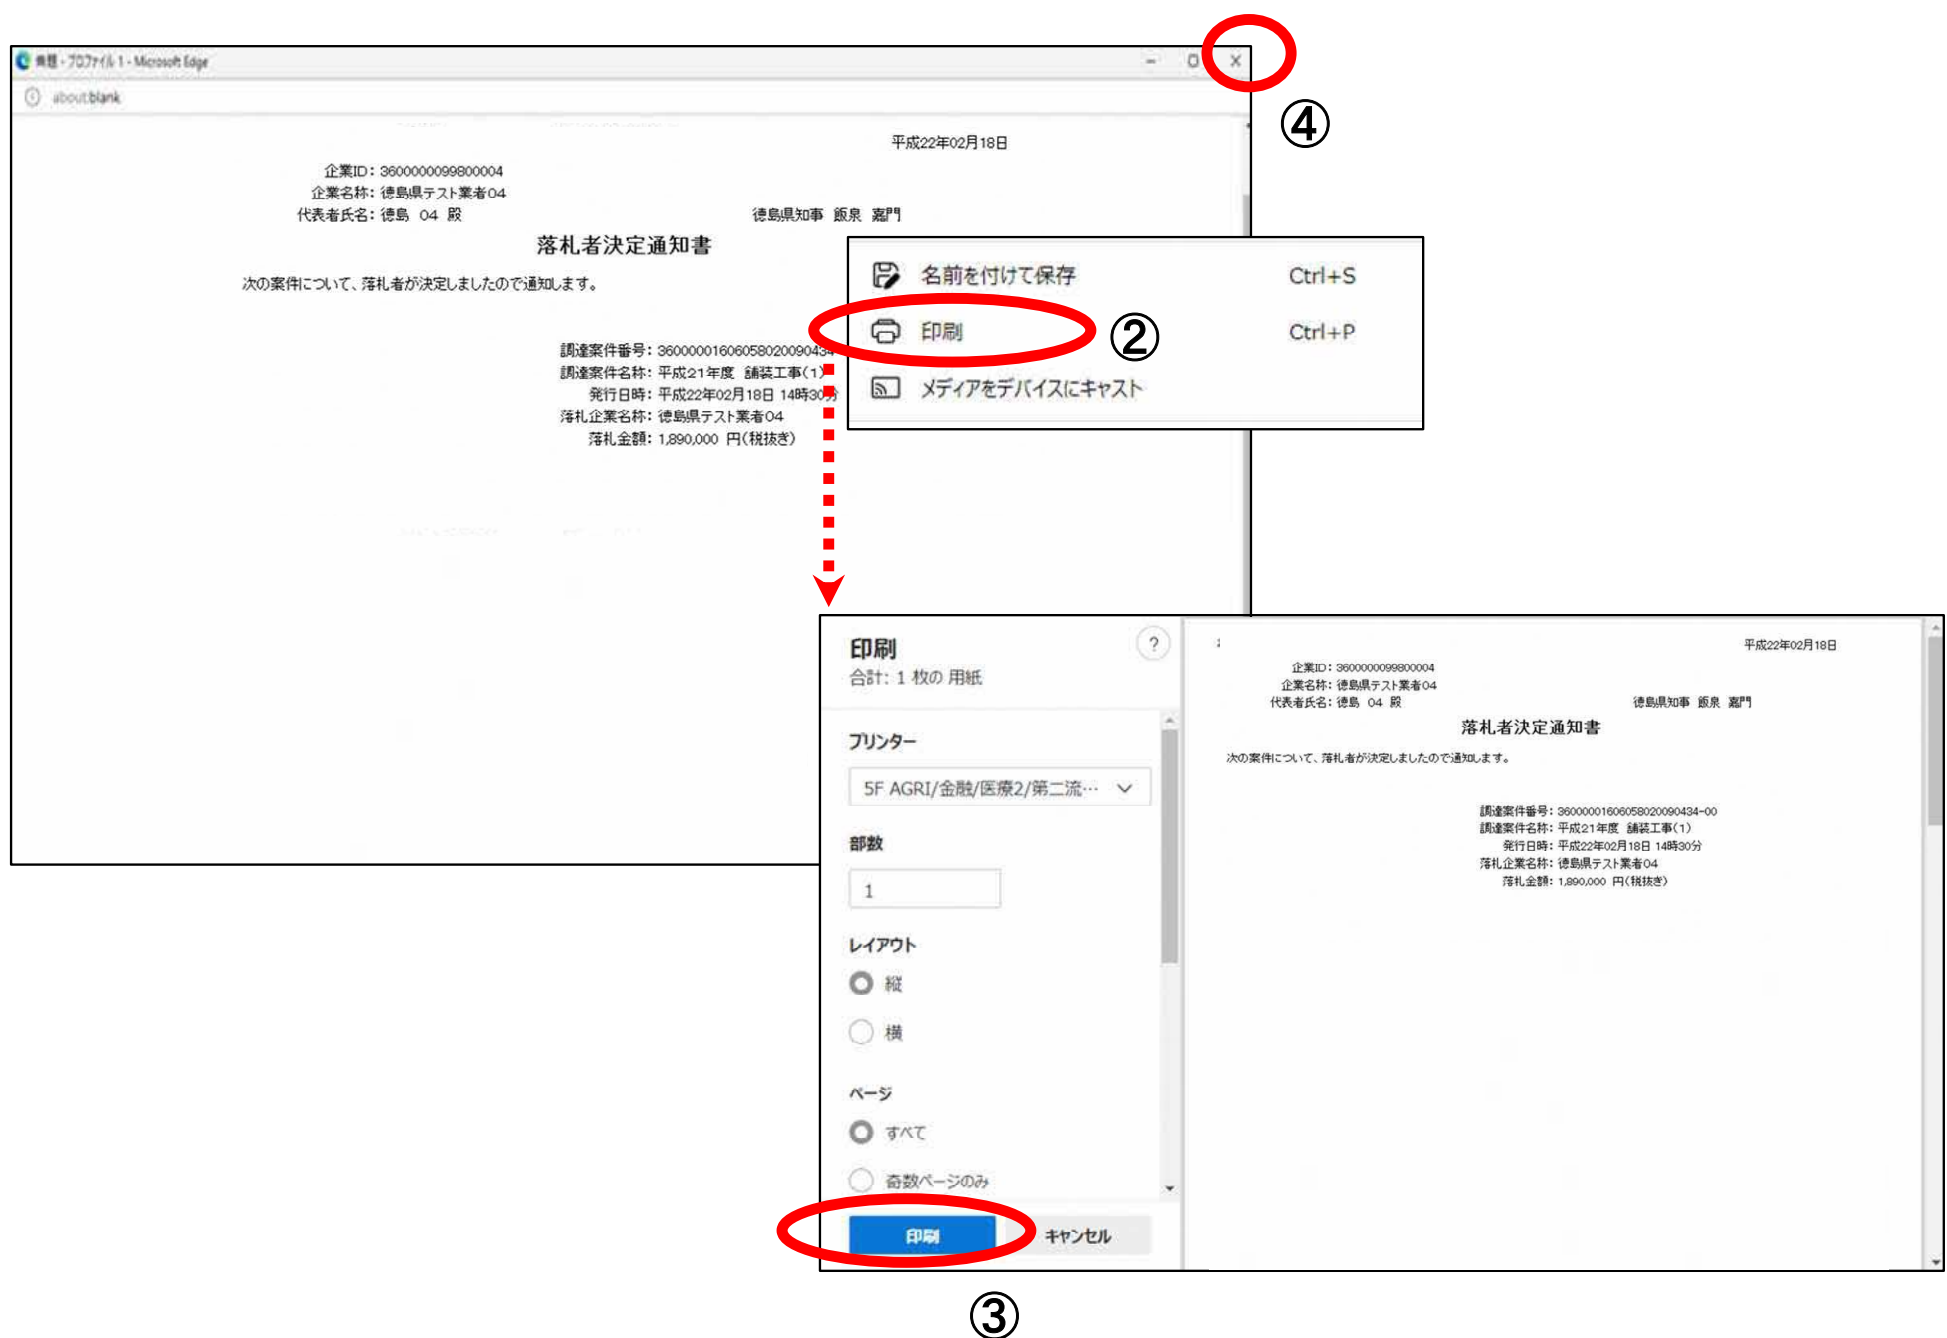 無題 - プロファイル 1 - Microsoft Edge
about:blank
④
平成22年02月18日
企業ID：3600000099800004
企業名称：徳島県テスト業者04
代表者氏名：徳島 04 殿
徳島県知事 飯泉 嘉門
落札者決定通知書
次の案件について、落札者が決定しましたので通知します。
調達案件番号：3600000160605802009043
調達案件名称：平成21年度 舗装工事(1)
発行日時：平成22年02月18日 14時30分
落札企業名称：徳島県テスト業者04
落札金額：1,890,000 円(税抜き)
名前を付けて保存 Ctrl+S
印刷 ② Ctrl+P
メディアをデバイスにキャスト
印刷
?
合計: 1 枚の 用紙
プリンター
5F AGRI/金融/医療2/第二流…
部数
1
レイアウト
縦
横
ページ
すべて
奇数ページのみ
印刷 キャンセル
③
平成22年02月18日
企業ID：3600000099800004
企業名称：徳島県テスト業者04
代表者氏名：徳島 04 殿
徳島県知事 飯泉 嘉門
落札者決定通知書
次の案件について、落札者が決定しましたので通知します。
調達案件番号：36000001606058020090434-00
調達案件名称：平成21年度 舗装工事(1)
発行日時：平成22年02月18日 14時30分
落札企業名称：徳島県テスト業者04
落札金額：1,890,000 円(税抜き)